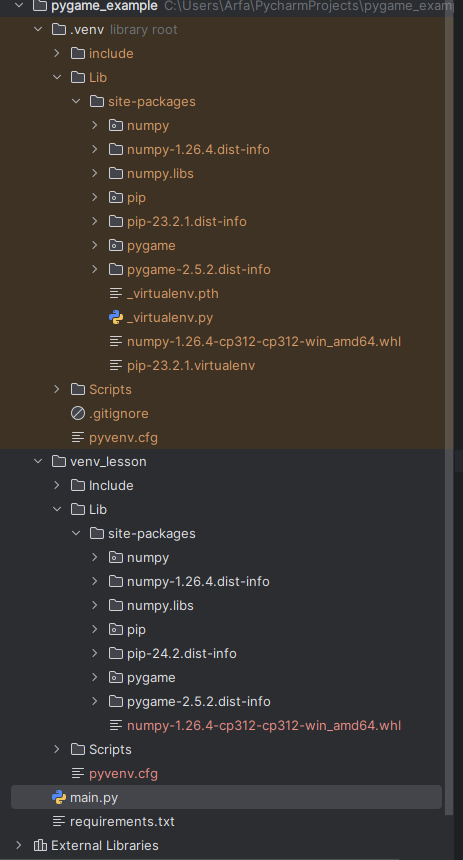 pygame_example C:\Users\Arfa\PycharmProjects\pygame_exam
.venv library root
include
Lib
site-packages
numpy
numpy-1.26.4.dist-info
numpy.libs
pip
pip-23.2.1.dist-info
pygame
pygame-2.5.2.dist-info
_virtualenv.pth
_virtualenv.py
numpy-1.26.4-cp312-cp312-win_amd64.whl
pip-23.2.1.virtualenv
Scripts
.gitignore
pyvenv.cfg
venv_lesson
Include
Lib
site-packages
numpy
numpy-1.26.4.dist-info
numpy.libs
pip
pip-24.2.dist-info
pygame
pygame-2.5.2.dist-info
numpy-1.26.4-cp312-cp312-win_amd64.whl
Scripts
pyvenv.cfg
main.py
requirements.txt
External Libraries